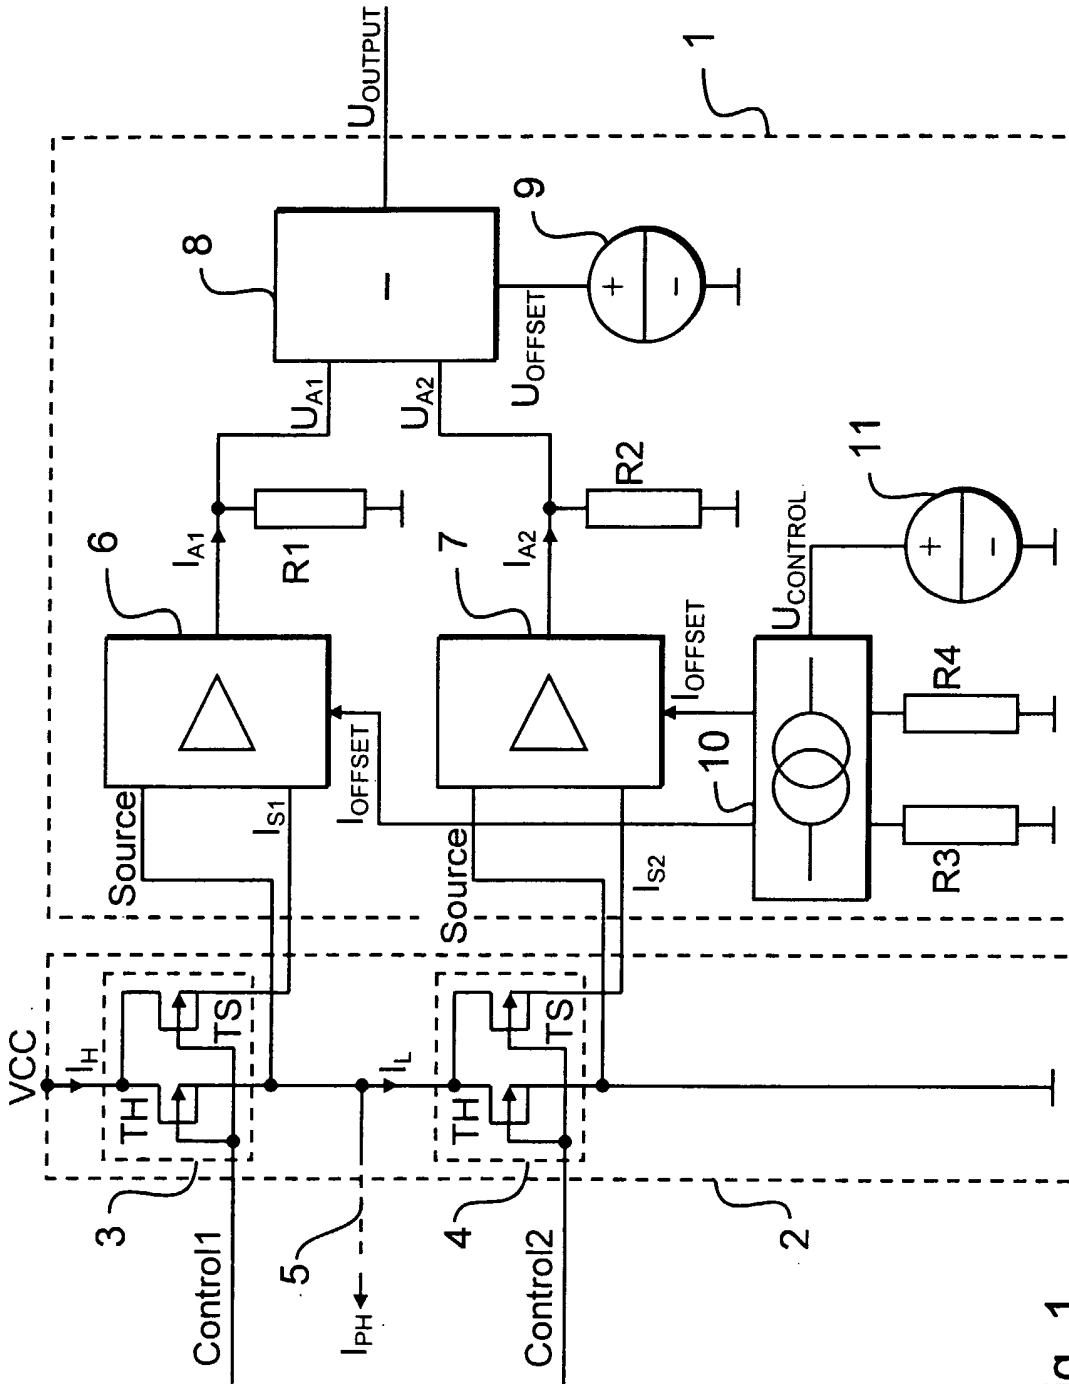 VCC
I_H
TH
TS
3
Control1
5
I_PH
I_L
TH
TS
4
Control2
2
Source
I_S1
6
I_A1
R1
I_OFFSET
Source
I_S2
7
I_A2
R2
I_OFFSET
U_A1
U_A2
8
−
U_OUTPUT
U_OFFSET
9
+
−
1
10
R3
R4
U_CONTROL
11
+
−